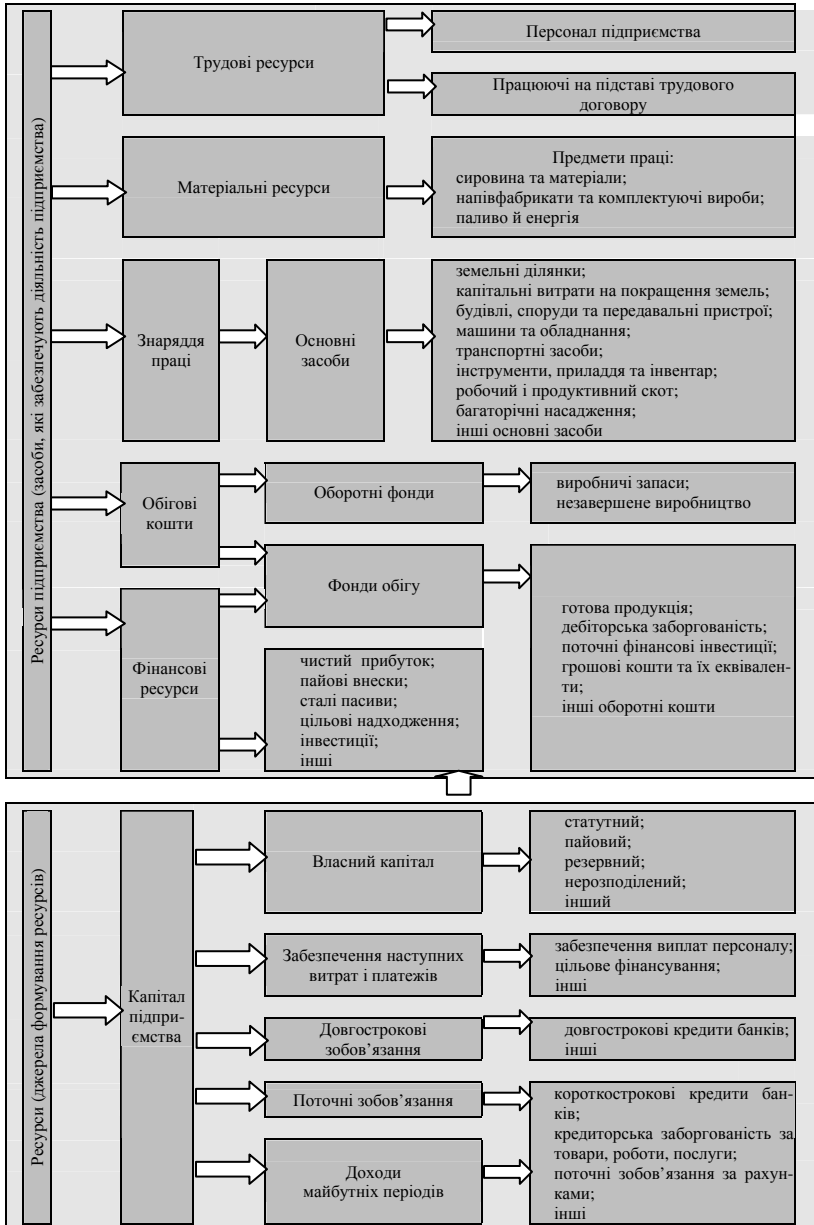 Ресурси підприємства (засоби, які забезпечують діяльність підприємства)
Трудові ресурси
Персонал підприємства
Працюючі на підставі трудового
договору
Матеріальні ресурси
Предмети праці:
сировина та матеріали;
напівфабрикати та комплектуючі вироби;
паливо й енергія
Знаряддя
праці
Основні
засоби
земельні ділянки;
капітальні витрати на покращення земель;
будівлі, споруди та передавальні пристрої;
машини та обладнання;
транспортні засоби;
інструменти, приладдя та інвентар;
робочий і продуктивний скот;
багаторічні насадження;
інші основні засоби
Обігові
кошти
Оборотні фонди
виробничі запаси;
незавершене виробництво
Фонди обігу
готова продукція;
дебіторська заборгованість;
поточні фінансові інвестиції;
грошові кошти та їх еквівален-
ти;
інші оборотні кошти
Фінансові
ресурси
чистий прибуток;
пайові внески;
сталі пасиви;
цільові надходження;
інвестиції;
інші
Ресурси (джерела формування ресурсів)
Капітал
підпри-
ємства
Власний капітал
статутний;
пайовий;
резервний;
нерозподілений;
інший
Забезпечення наступних
витрат і платежів
забезпечення виплат персоналу;
цільове фінансування;
інші
Довгострокові
зобов’язання
довгострокові кредити банків;
інші
Поточні зобов’язання
Доходи
майбутніх періодів
короткострокові кредити бан-
ків;
кредиторська заборгованість за
товари, роботи, послуги;
поточні зобов’язання за рахун-
ками;
інші